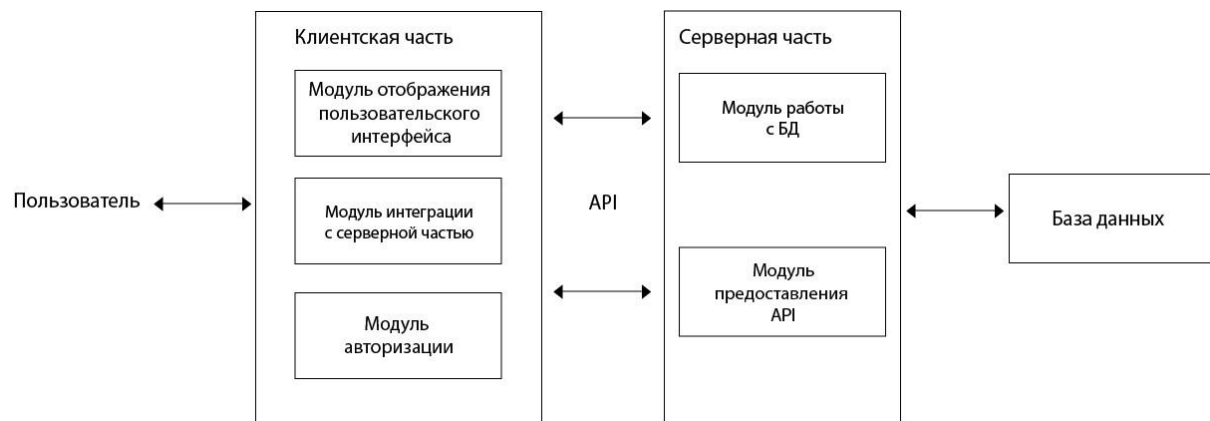 Клиентская часть
Модуль отображения
пользовательского
интерфейса
Модуль интеграции
с серверной частью
Модуль
авторизации
Пользователь
API
Серверная часть
Модуль работы
с БД
Модуль
предоставления
API
База данных